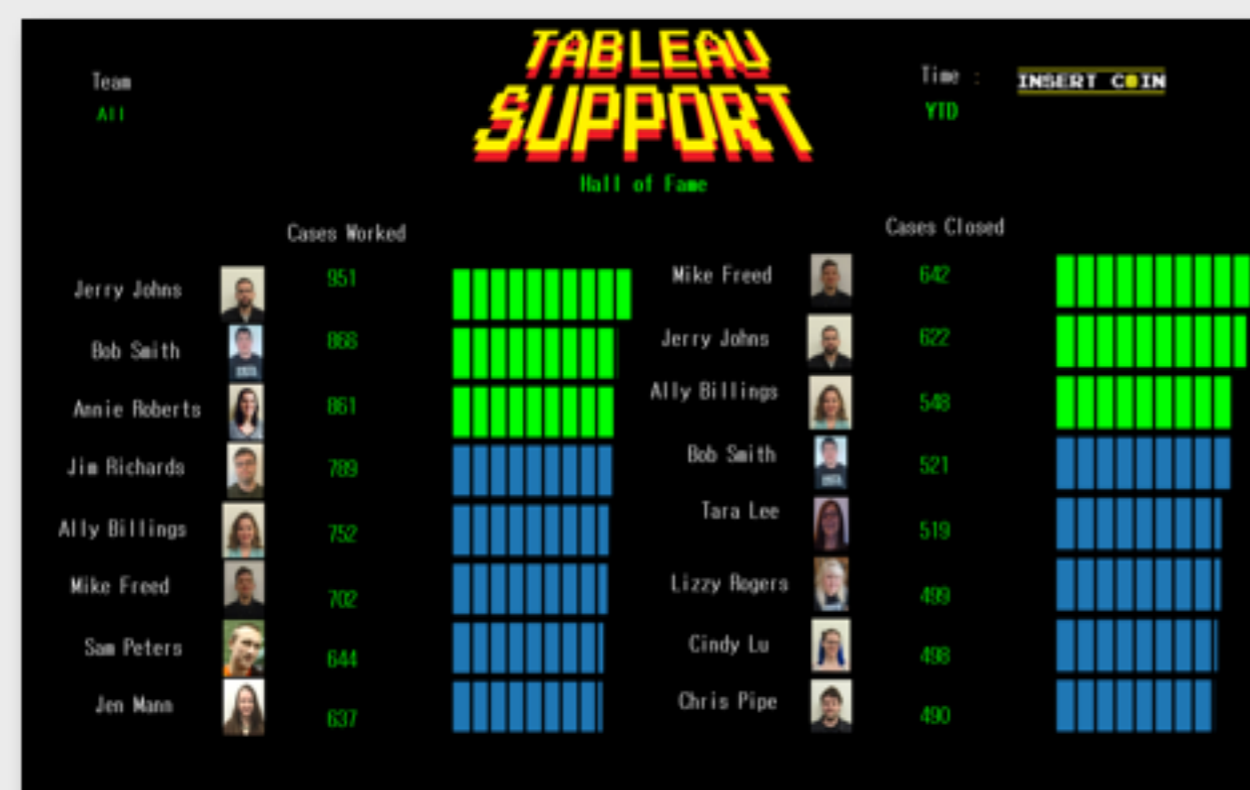 TABLEAU
SUPPORT
Team
All
Time :
YTD
INSERT COIN
Hall of Fame
Cases Worked
Jerry Johns 951
Bob Smith 868
Annie Roberts 861
Jim Richards 789
Ally Billings 752
Mike Freed 702
Sam Peters 644
Jen Mann 637
Cases Closed
Mike Freed 642
Jerry Johns 622
Ally Billings 548
Bob Smith 521
Tara Lee 519
Lizzy Rogers 499
Cindy Lu 498
Chris Pipe 490